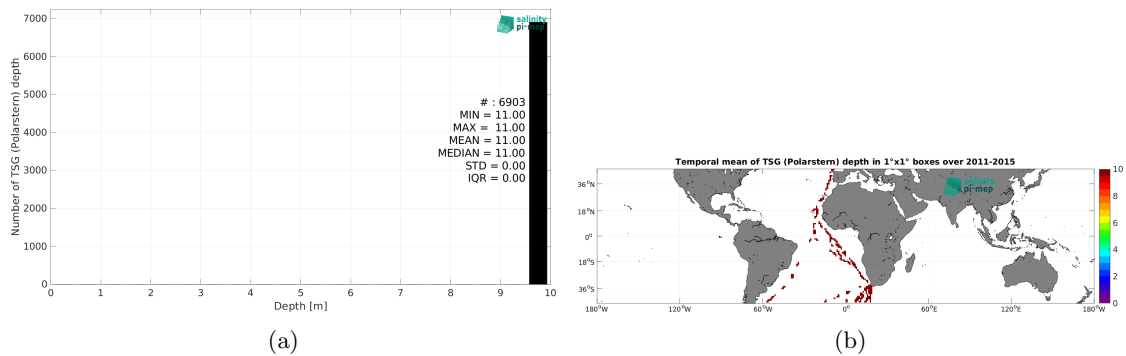 Number of TSG (Polarstern) depth
7000
6000
5000
4000
3000
2000
1000
0
salinity
pi-mep
# : 6903
MIN = 11.00
MAX = 11.00
MEAN = 11.00
MEDIAN = 11.00
STD = 0.00
IQR = 0.00
0 1 2 3 4 5 6 7 8 9 10
Depth [m]
(a)
Temporal mean of TSG (Polarstern) depth in 1°x1° boxes over 2011-2015
salinity
pi-mep
36°N
18°N
0°
18°S
36°S
180°W 120°W 60°W 0° 60°E 120°E 180°W
10
8
6
4
2
0
(b)